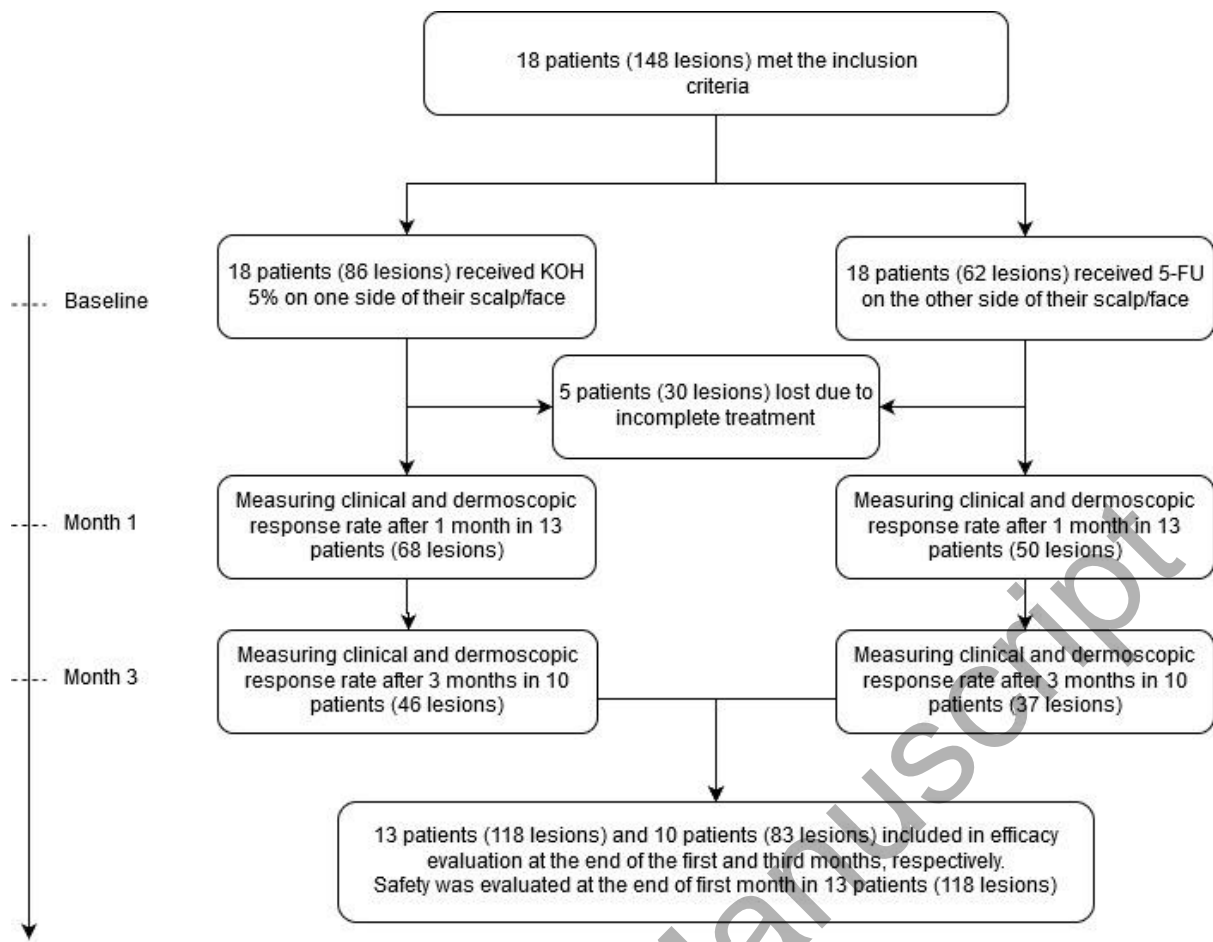 18 patients (148 lesions) met the inclusion
criteria
18 patients (86 lesions) received KOH
5% on one side of their scalp/face
18 patients (62 lesions) received 5-FU
on the other side of their scalp/face
Baseline
5 patients (30 lesions) lost due to
incomplete treatment
Measuring clinical and dermoscopic
response rate after 1 month in 13
patients (68 lesions)
Measuring clinical and dermoscopic
response rate after 1 month in 13
patients (50 lesions)
Month 1
Measuring clinical and dermoscopic
response rate after 3 months in 10
patients (46 lesions)
Measuring clinical and dermoscopic
response rate after 3 months in 10
patients (37 lesions)
Month 3
13 patients (118 lesions) and 10 patients (83 lesions) included in efficacy
evaluation at the end of the first and third months, respectively.
Safety was evaluated at the end of first month in 13 patients (118 lesions)
anuscript